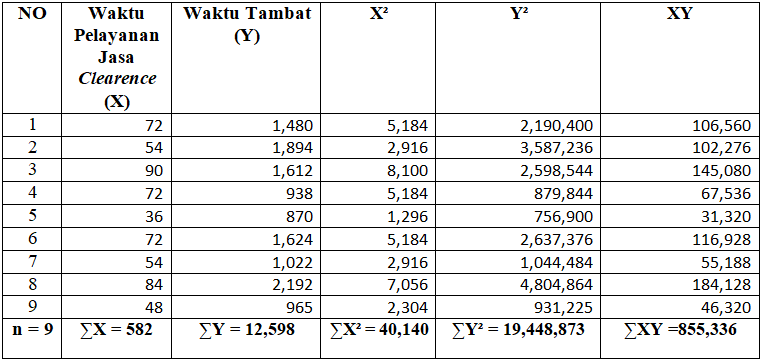 NO Waktu Pelayanan Jasa Clearence (X) Waktu Tambat (Y) X² Y² XY
1 72 1,480 5,184 2,190,400 106,560
2 54 1,894 2,916 3,587,236 102,276
3 90 1,612 8,100 2,598,544 145,080
4 72 938 5,184 879,844 67,536
5 36 870 1,296 756,900 31,320
6 72 1,624 5,184 2,637,376 116,928
7 54 1,022 2,916 1,044,484 55,188
8 84 2,192 7,056 4,804,864 184,128
9 48 965 2,304 931,225 46,320
n = 9 ∑X = 582 ∑Y = 12,598 ∑X² = 40,140 ∑Y² = 19,448,873 ∑XY =855,336